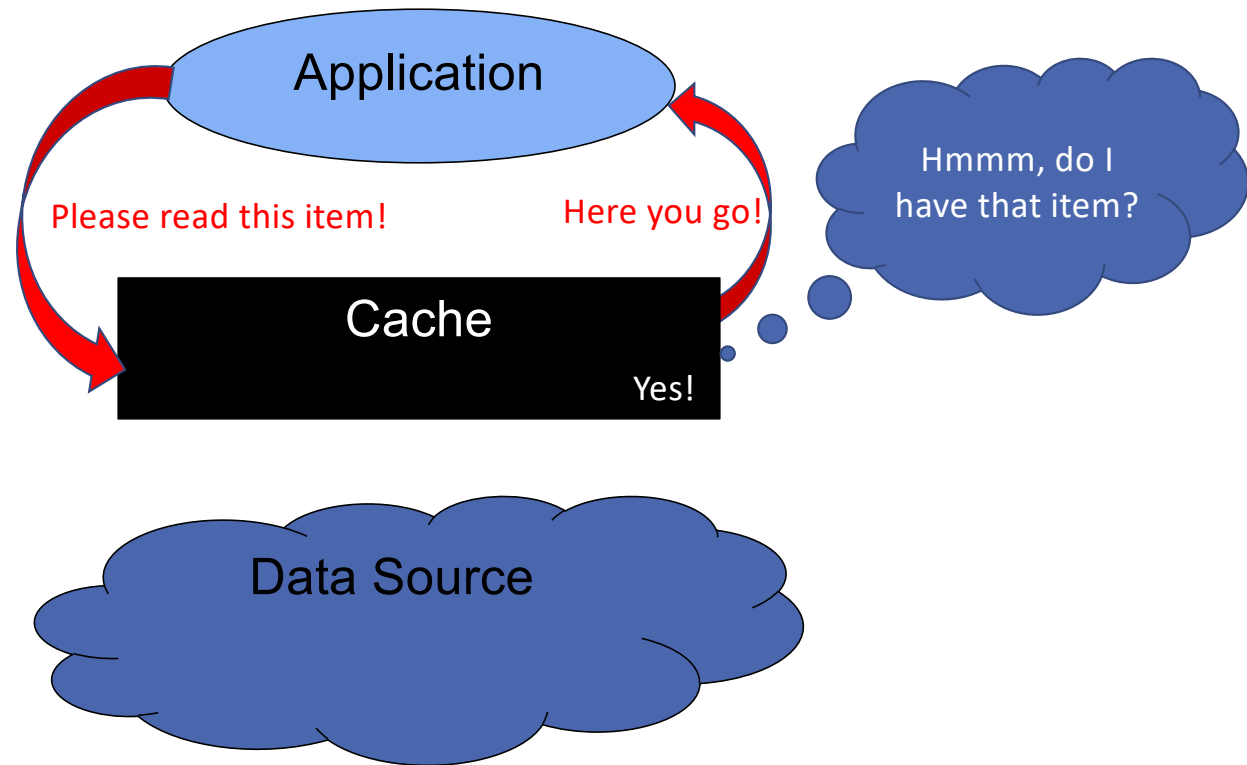 Application
Hmmm, do I
have that item?
Please read this item!
Here you go!
Cache
Yes!
Data Source